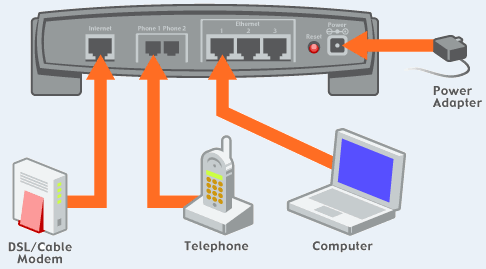 Ethernet
Internet
Phone 1 Phone 2
1 2 3
Reset
Power
Power
Adapter
DSL/Cable
Modem
Telephone
Computer